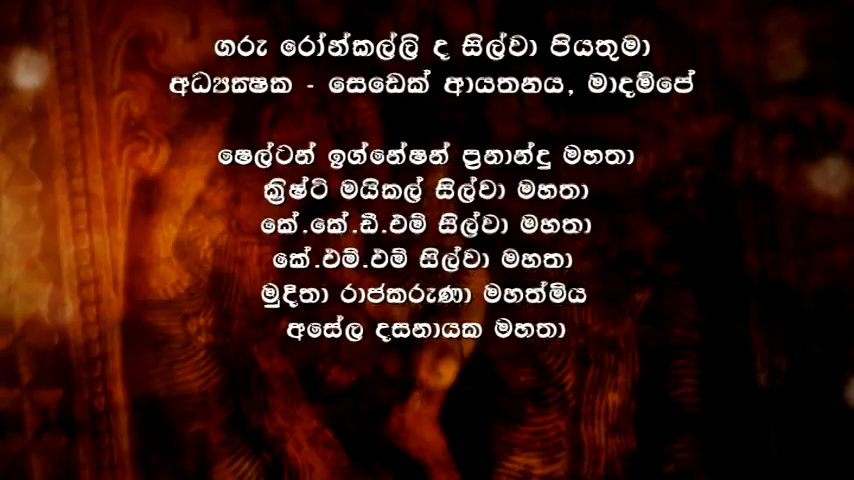 ගරු රෝන්කල්ලි ද සිල්වා පියතුමා
අධ්‍යක්ෂක - සෙඩෙක් ආයතනය, මාදම්පේ
ෂෙල්ටන් ඉග්නේෂන් ප්‍රනාන්දු මහතා
ක්‍රිෂ්ටි මයිකල් සිල්වා මහතා
කේ.කේ.ඩී.එම් සිල්වා මහතා
කේ.එම්.එම් සිල්වා මහතා
මුදිතා රාජකරුණා මහත්මිය
අසේල දසනායක මහතා